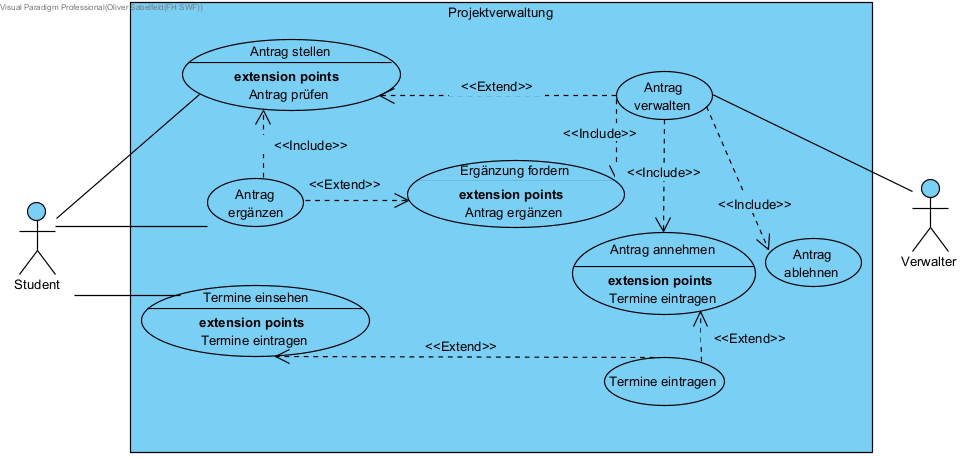 Visual Paradigm Professional(Oliver Sabelfeld(FH SWF))
Projektverwaltung
Antrag stellen
extension points
Antrag prüfen
<<Extend>>
Antrag
verwalten
<<Include>>
<<Include>>
Ergänzung fordern
extension points
Antrag ergänzen
<<Include>>
<<Extend>>
Antrag
ergänzen
<<Include>>
Antrag annehmen
extension points
Termine eintragen
Antrag
ablehnen
Verwalter
Student
Termine einsehen
extension points
Termine eintragen
<<Extend>>
<<Extend>>
Termine eintragen